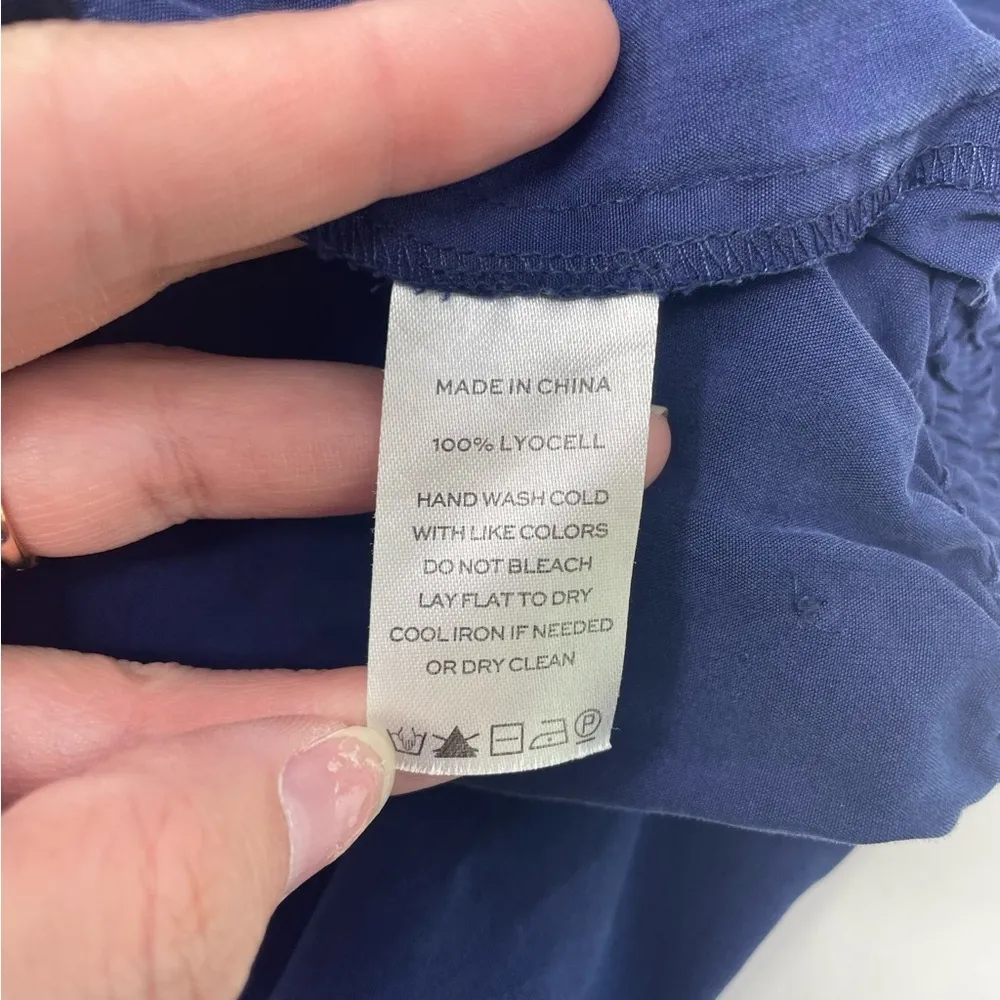 MADE IN CHINA
100% LYOCELL
HAND WASH COLD
WITH LIKE COLORS
DO NOT BLEACH
LAY FLAT TO DRY
COOL IRON IF NEEDED
OR DRY CLEAN
P